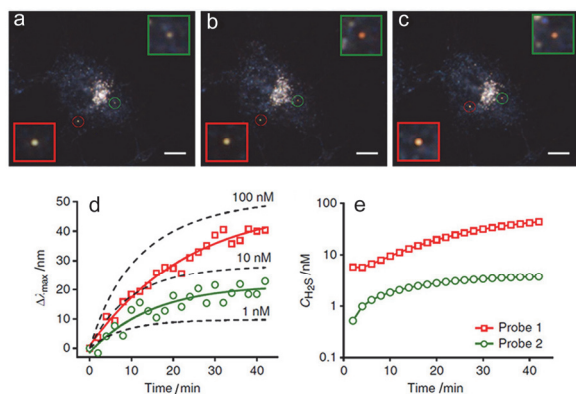 a
b
c
d
50
40
30
20
10
0
Δλmax /nm
100 nM
10 nM
1 nM
0 10 20 30 40
Time /min
e
100
10
1
0.1
CH2S/nM
Probe 1
Probe 2
0 10 20 30 40
Time /min